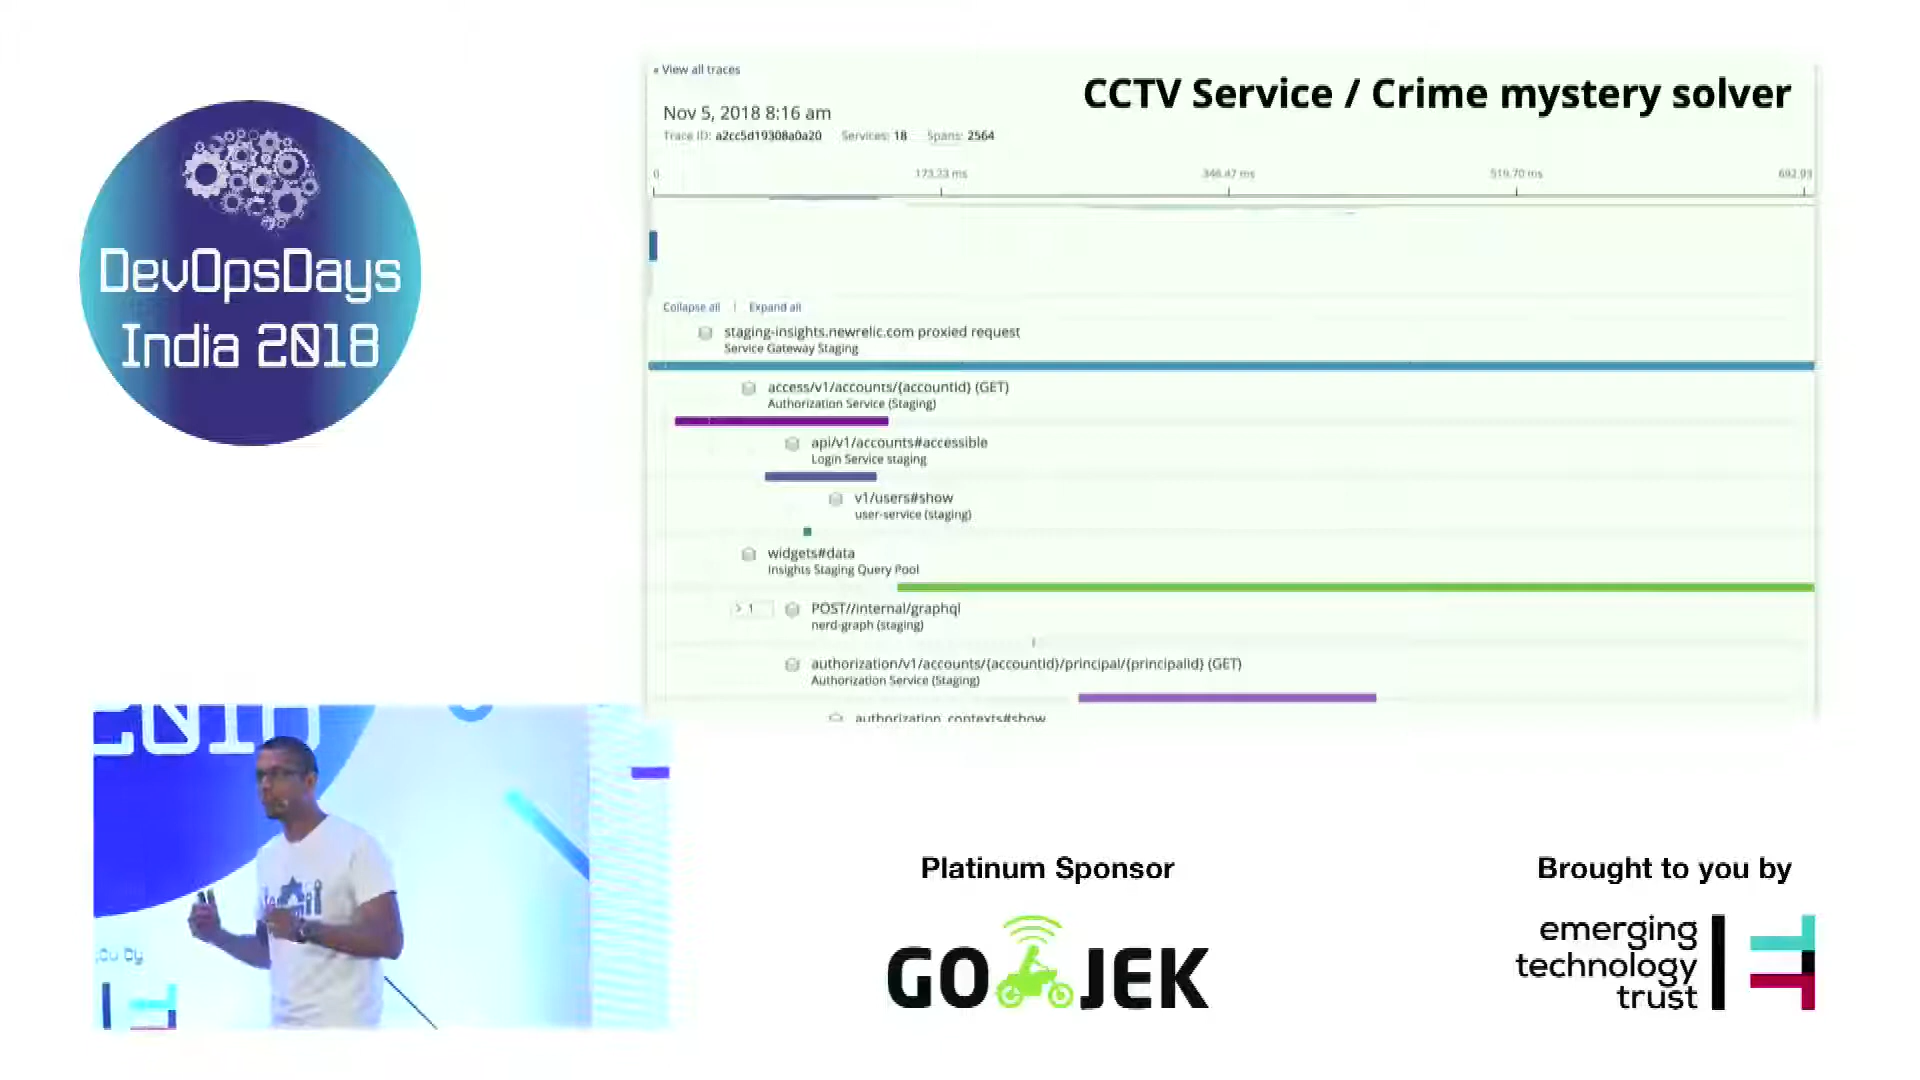 DevOpsDays
India 2018
« View all traces
CCTV Service / Crime mystery solver
Nov 5, 2018 8:16 am
Trace ID: a2cc5d19308a0a20 Services: 18 Spans: 2564
0 173.23 ms 346.47 ms 519.70 ms 692.93
Collapse all | Expand all
staging-insights.newrelic.com proxied request
Service Gateway Staging
access/v1/accounts/{accountId} (GET)
Authorization Service (Staging)
api/v1/accounts#accessible
Login Service staging
v1/users#show
user-service (staging)
widgets#data
Insights Staging Query Pool
> 1 POST//internal/graphql
nerd-graph (staging)
authorization/v1/accounts/{accountId}/principal/{principalId} (GET)
Authorization Service (Staging)
authorization_contexts#show
Platinum Sponsor
GO JEK
Brought to you by
emerging
technology
trust